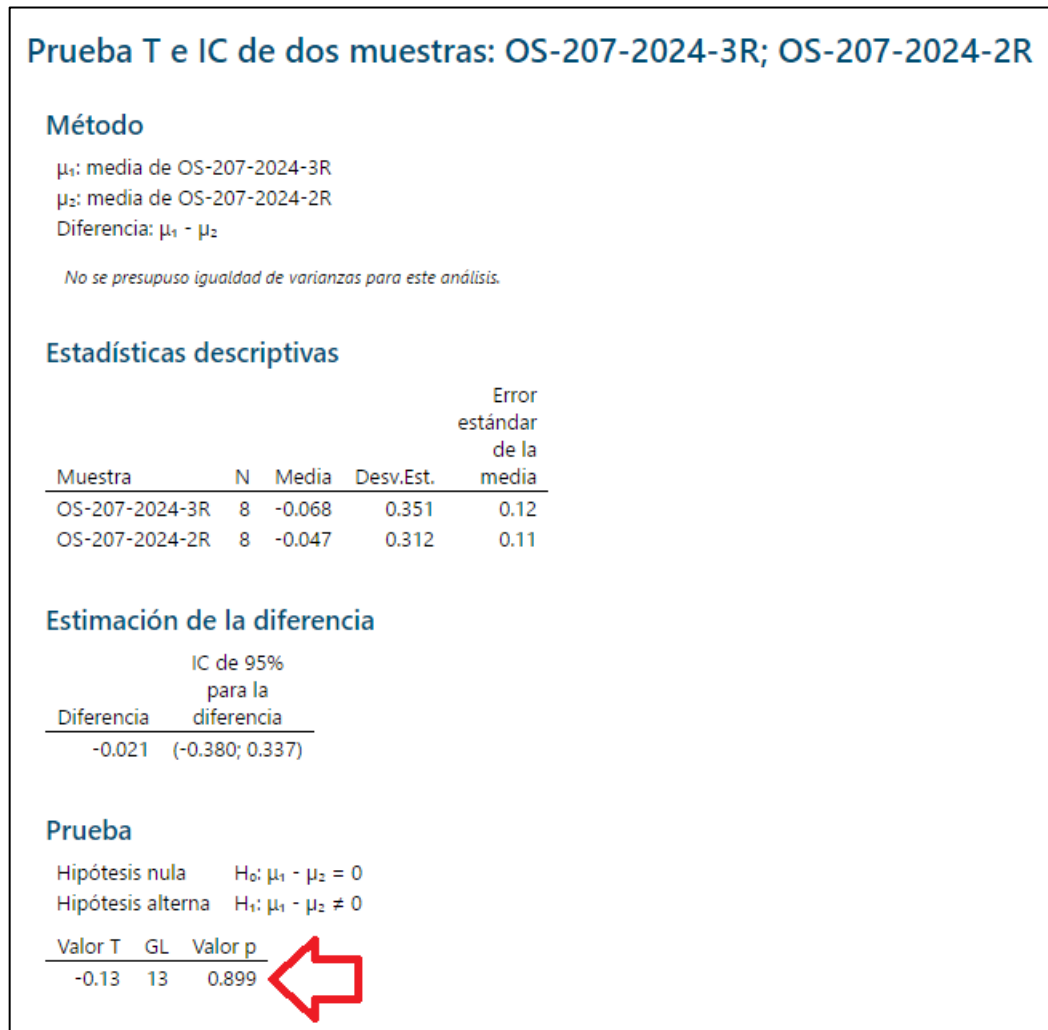 Prueba T e IC de dos muestras: OS-207-2024-3R; OS-207-2024-2R
Método
μ₁: media de OS-207-2024-3R
μ₂: media de OS-207-2024-2R
Diferencia: μ₁ - μ₂
No se presupuso igualdad de varianzas para este análisis.
Estadísticas descriptivas
Error
estándar
de la
Muestra N Media Desv.Est. media
OS-207-2024-3R 8 -0.068 0.351 0.12
OS-207-2024-2R 8 -0.047 0.312 0.11
Estimación de la diferencia
IC de 95%
para la
Diferencia diferencia
-0.021 (-0.380; 0.337)
Prueba
Hipótesis nula H₀: μ₁ - μ₂ = 0
Hipótesis alterna H₁: μ₁ - μ₂ ≠ 0
Valor T GL Valor p
-0.13 13 0.899